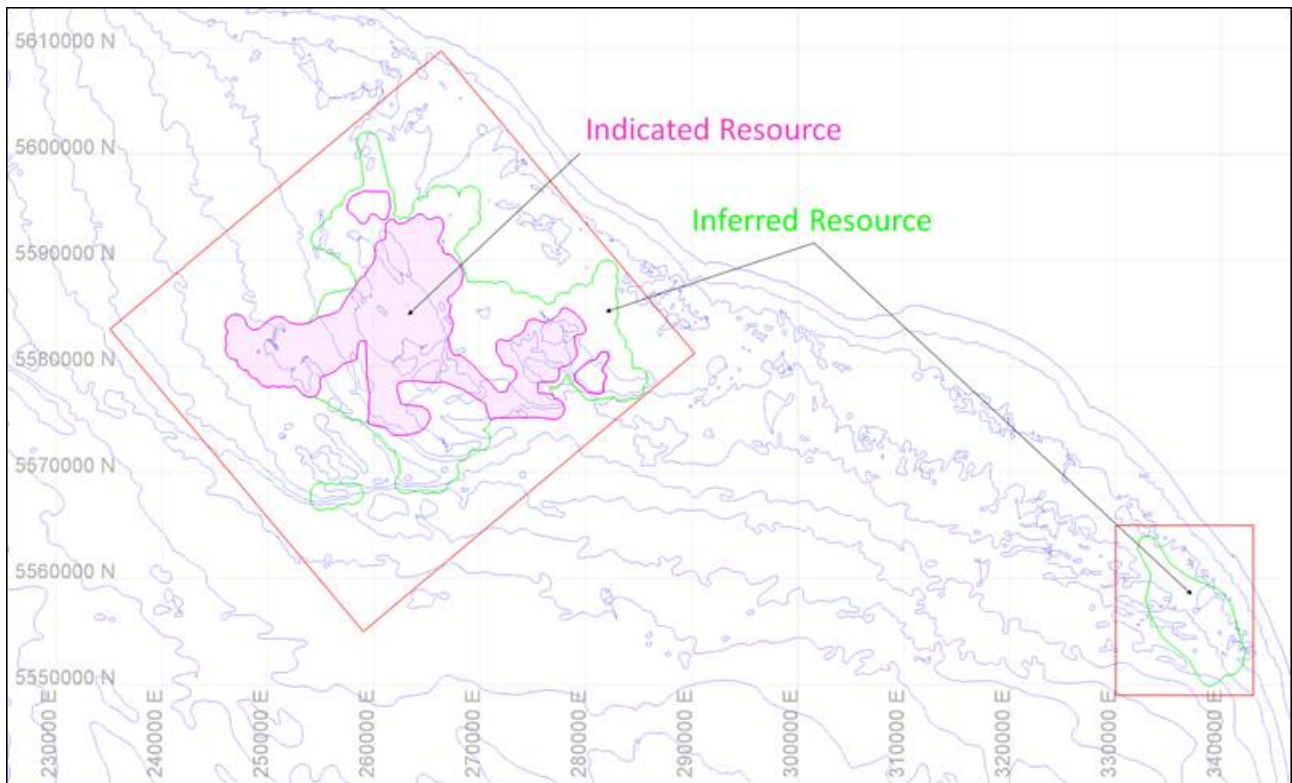 5610000 N
Indicated Resource
5600000 N
Inferred Resource
5590000 N
5580000 N
5570000 N
5560000 N
5550000 N
230000 E
240000 E
250000 E
260000 E
270000 E
280000 E
290000 E
300000 E
310000 E
320000 E
330000 E
340000 E